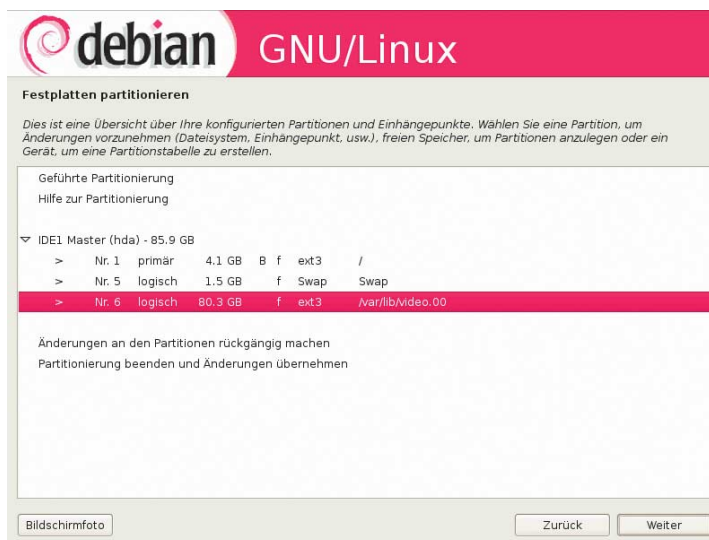 debian GNU/Linux
Festplatten partitionieren
Dies ist eine Übersicht über Ihre konfigurierten Partitionen und Einhängepunkte. Wählen Sie eine Partition, um
Änderungen vorzunehmen (Dateisystem, Einhängepunkt, usw.), freien Speicher, um Partitionen anzulegen oder ein
Gerät, um eine Partitionstabelle zu erstellen.
Geführte Partitionierung
Hilfe zur Partitionierung
IDE1 Master (hda) - 85.9 GB
> Nr. 1 primär 4.1 GB B f ext3 /
> Nr. 5 logisch 1.5 GB f Swap Swap
> Nr. 6 logisch 80.3 GB f ext3 /var/lib/video.00
Änderungen an den Partitionen rückgängig machen
Partitionierung beenden und Änderungen übernehmen
Bildschirmfoto Zurück Weiter